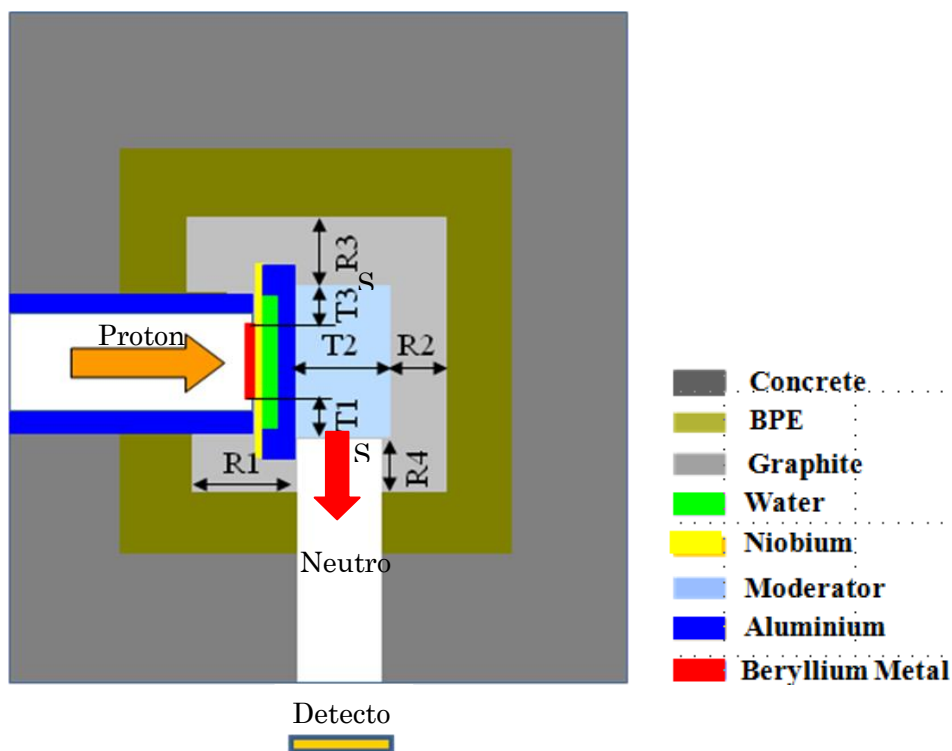 R3
S
T3
Proton
T2
R2
T1
S
R1
R4
Neutro
Detecto
Concrete
BPE
Graphite
Water
Niobium
Moderator
Aluminium
Beryllium Metal